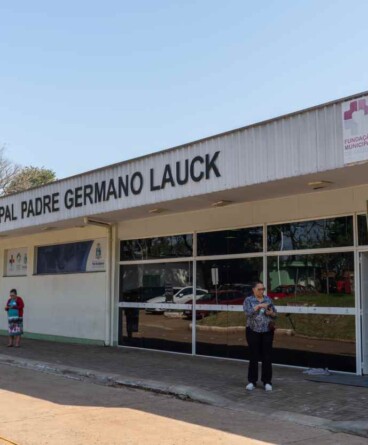 PAL PADRE GERMANO LAUCK
FUNDAÇÃO
MUNICIPAL